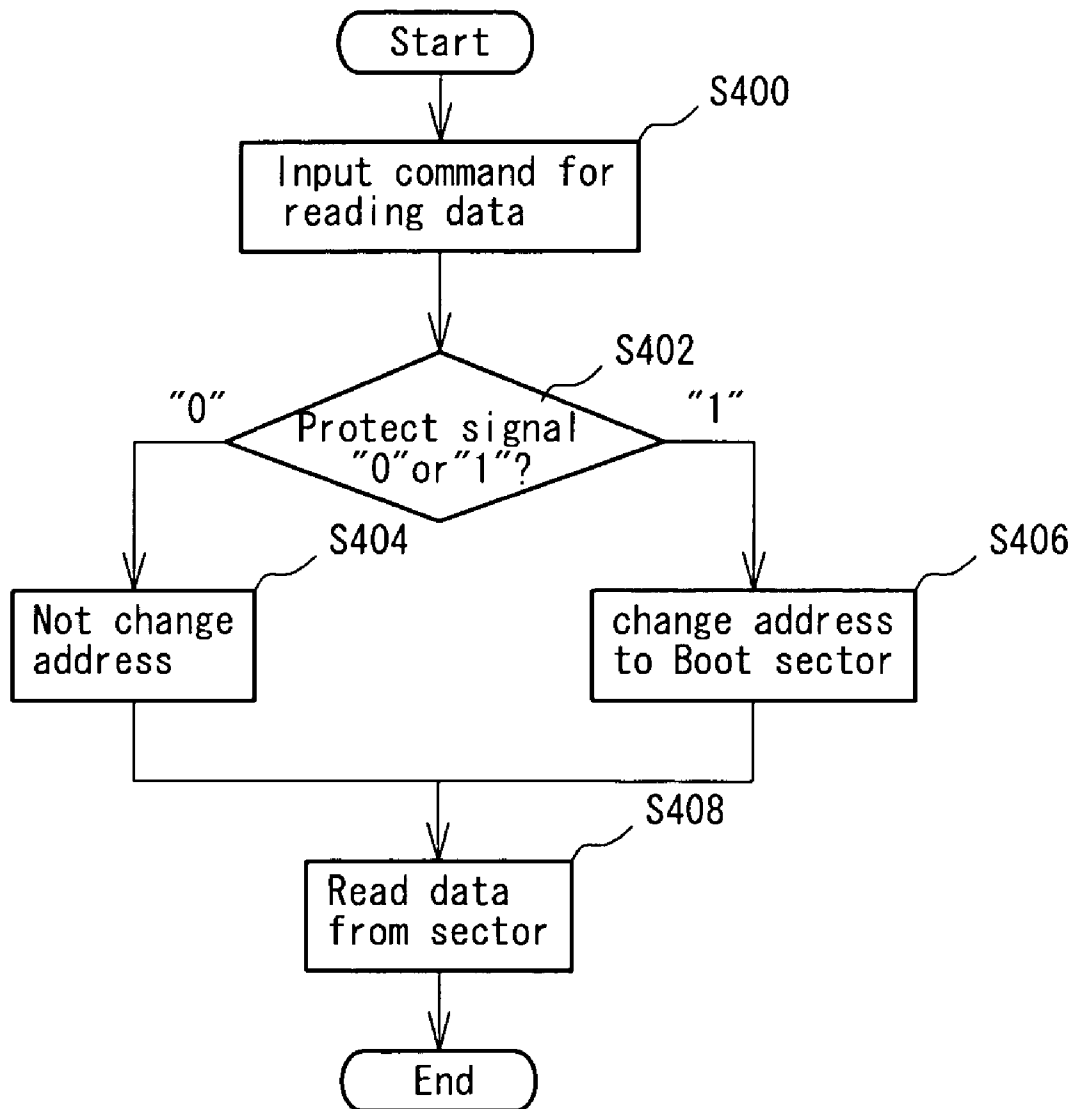 Start
S400
Input command for
reading data
S402
"0"
"1"
Protect signal
"0"or"1"?
S404
S406
Not change
address
change address
to Boot sector
S408
Read data
from sector
End